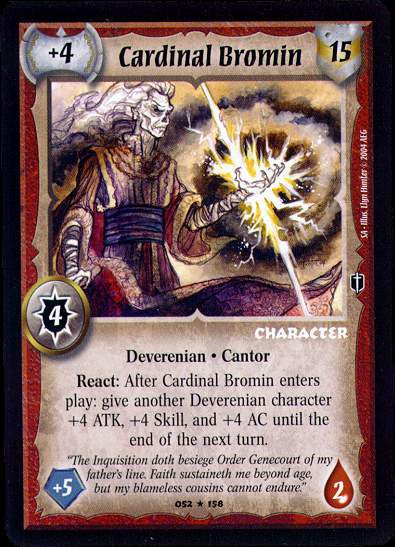 +4
Cardinal Bromin
15
SA • Illus. Llyn Hunter © 2004 AEG
4
CHARACTER
Deverenian • Cantor
React: After Cardinal Bromin enters
play: give another Deverenian character
+4 ATK, +4 Skill, and +4 AC until the
end of the next turn.
"The Inquisition doth besiege Order Genecourt of my
father's line. Faith sustaineth me beyond age,
but my blameless cousins cannot endure."
+5
2
052 ★ 158